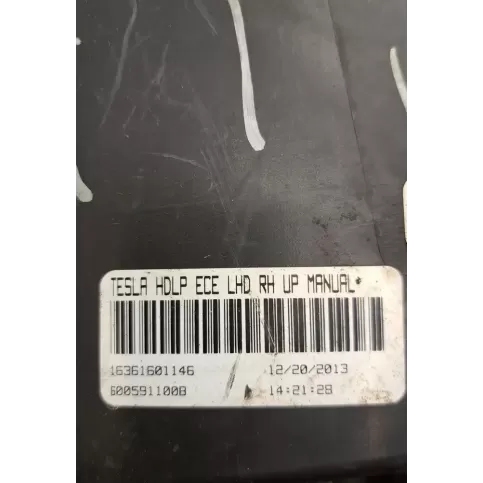 TESLA HDLP ECE LHD RH UP MANUAL*
16361601146 12/20/2013
600591100B 14:21:28